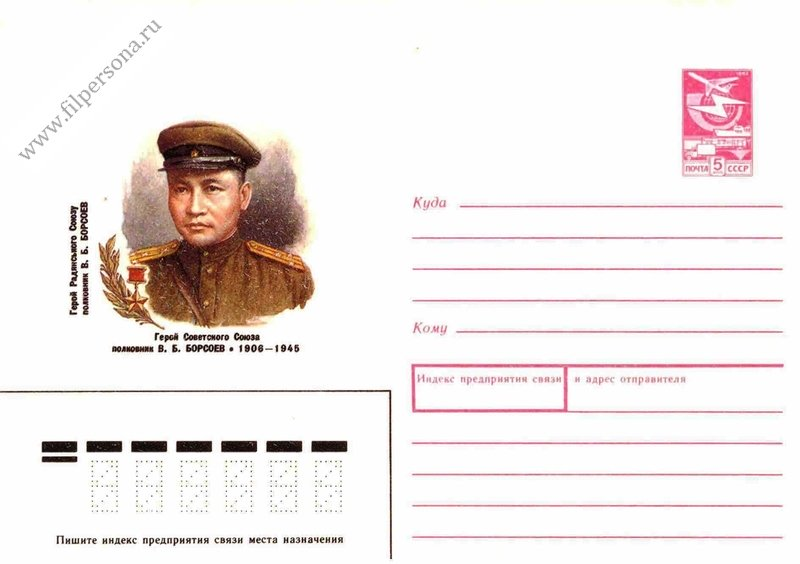 www.filpersona.ru
Герой Радянського Союзу
полковник В. Б. БОРСОЕВ
Герой Советского Союза
полковник В. Б. БОРСОЕВ • 1906—1945
ПОЧТА 5 СССР
Куда
Кому
Индекс предприятия связи и адрес отправителя
Пишите индекс предприятия связи места назначения